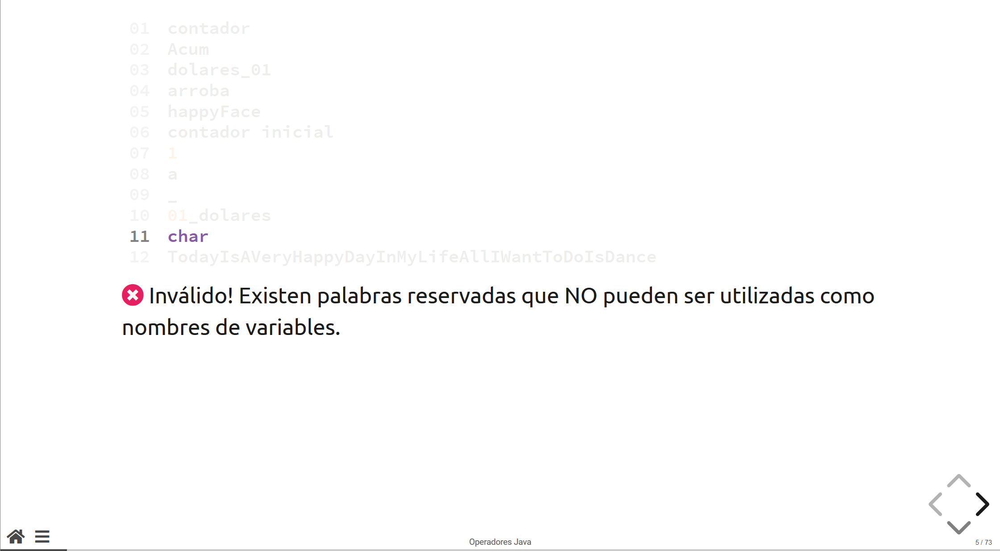 01 contador
02 Acum
03 dolares_01
04 arroba
05 happyFace
06 contador inicial
07 1
08 a
09 _
10 01_dolares
11 char
12 TodayIsAVeryHappyDayInMyLifeAllIWantToDoIsDance
Inválido! Existen palabras reservadas que NO pueden ser utilizadas como
nombres de variables.
Operadores Java
5 / 73